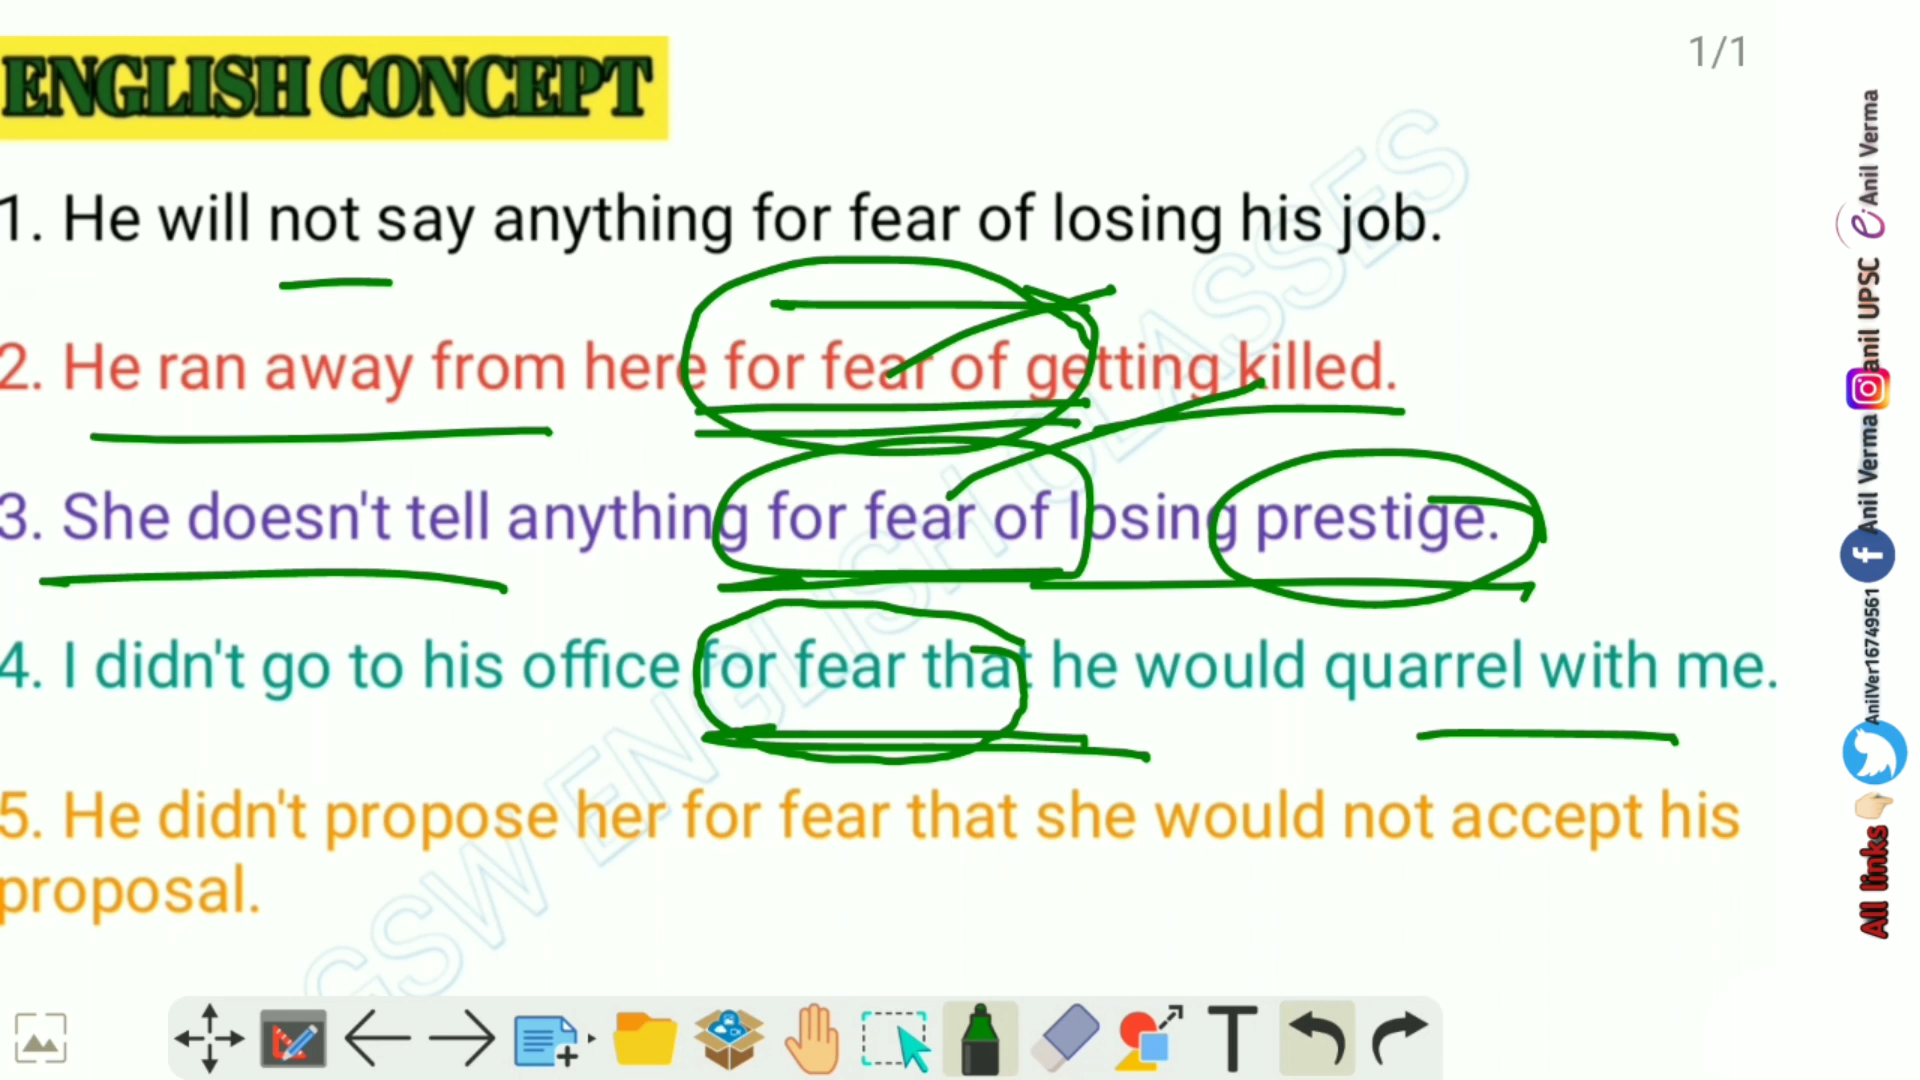 ENGLISH CONCEPT
1/1
1. He will not say anything for fear of losing his job.
2. He ran away from here for fear of getting killed.
3. She doesn't tell anything for fear of losing prestige.
4. I didn't go to his office for fear that he would quarrel with me.
5. He didn't propose her for fear that she would not accept his
proposal.
GSW ENGLISH CLASSES
Anil Verma
anil UPSC
Anil Verma
AnilVer16749561
All links